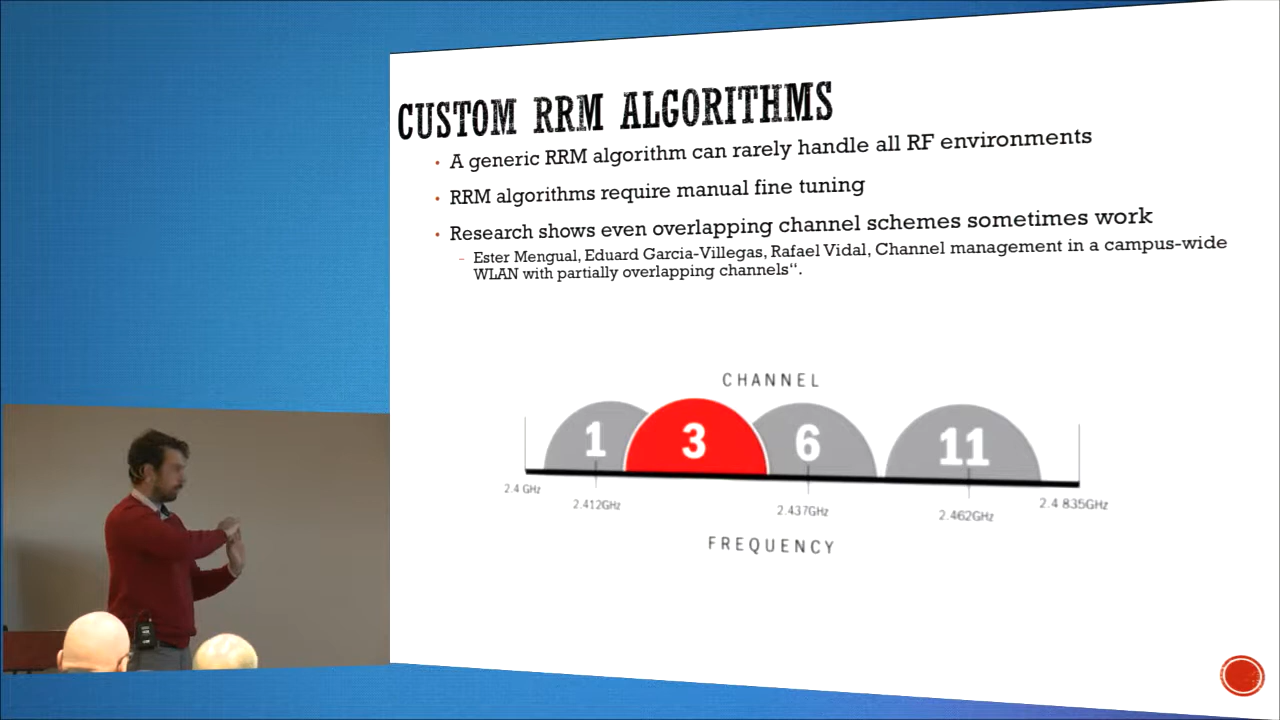 CUSTOM RRM ALGORITHMS
• A generic RRM algorithm can rarely handle all RF environments
• RRM algorithms require manual fine tuning
• Research shows even overlapping channel schemes sometimes work
- Ester Mengual, Eduard Garcia-Villegas, Rafael Vidal, Channel management in a campus-wide
WLAN with partially overlapping channels“.
CHANNEL
1 3 6 11
2.4 GHz 2.412GHz 2.437GHz 2.462GHz 2.4 835GHz
FREQUENCY